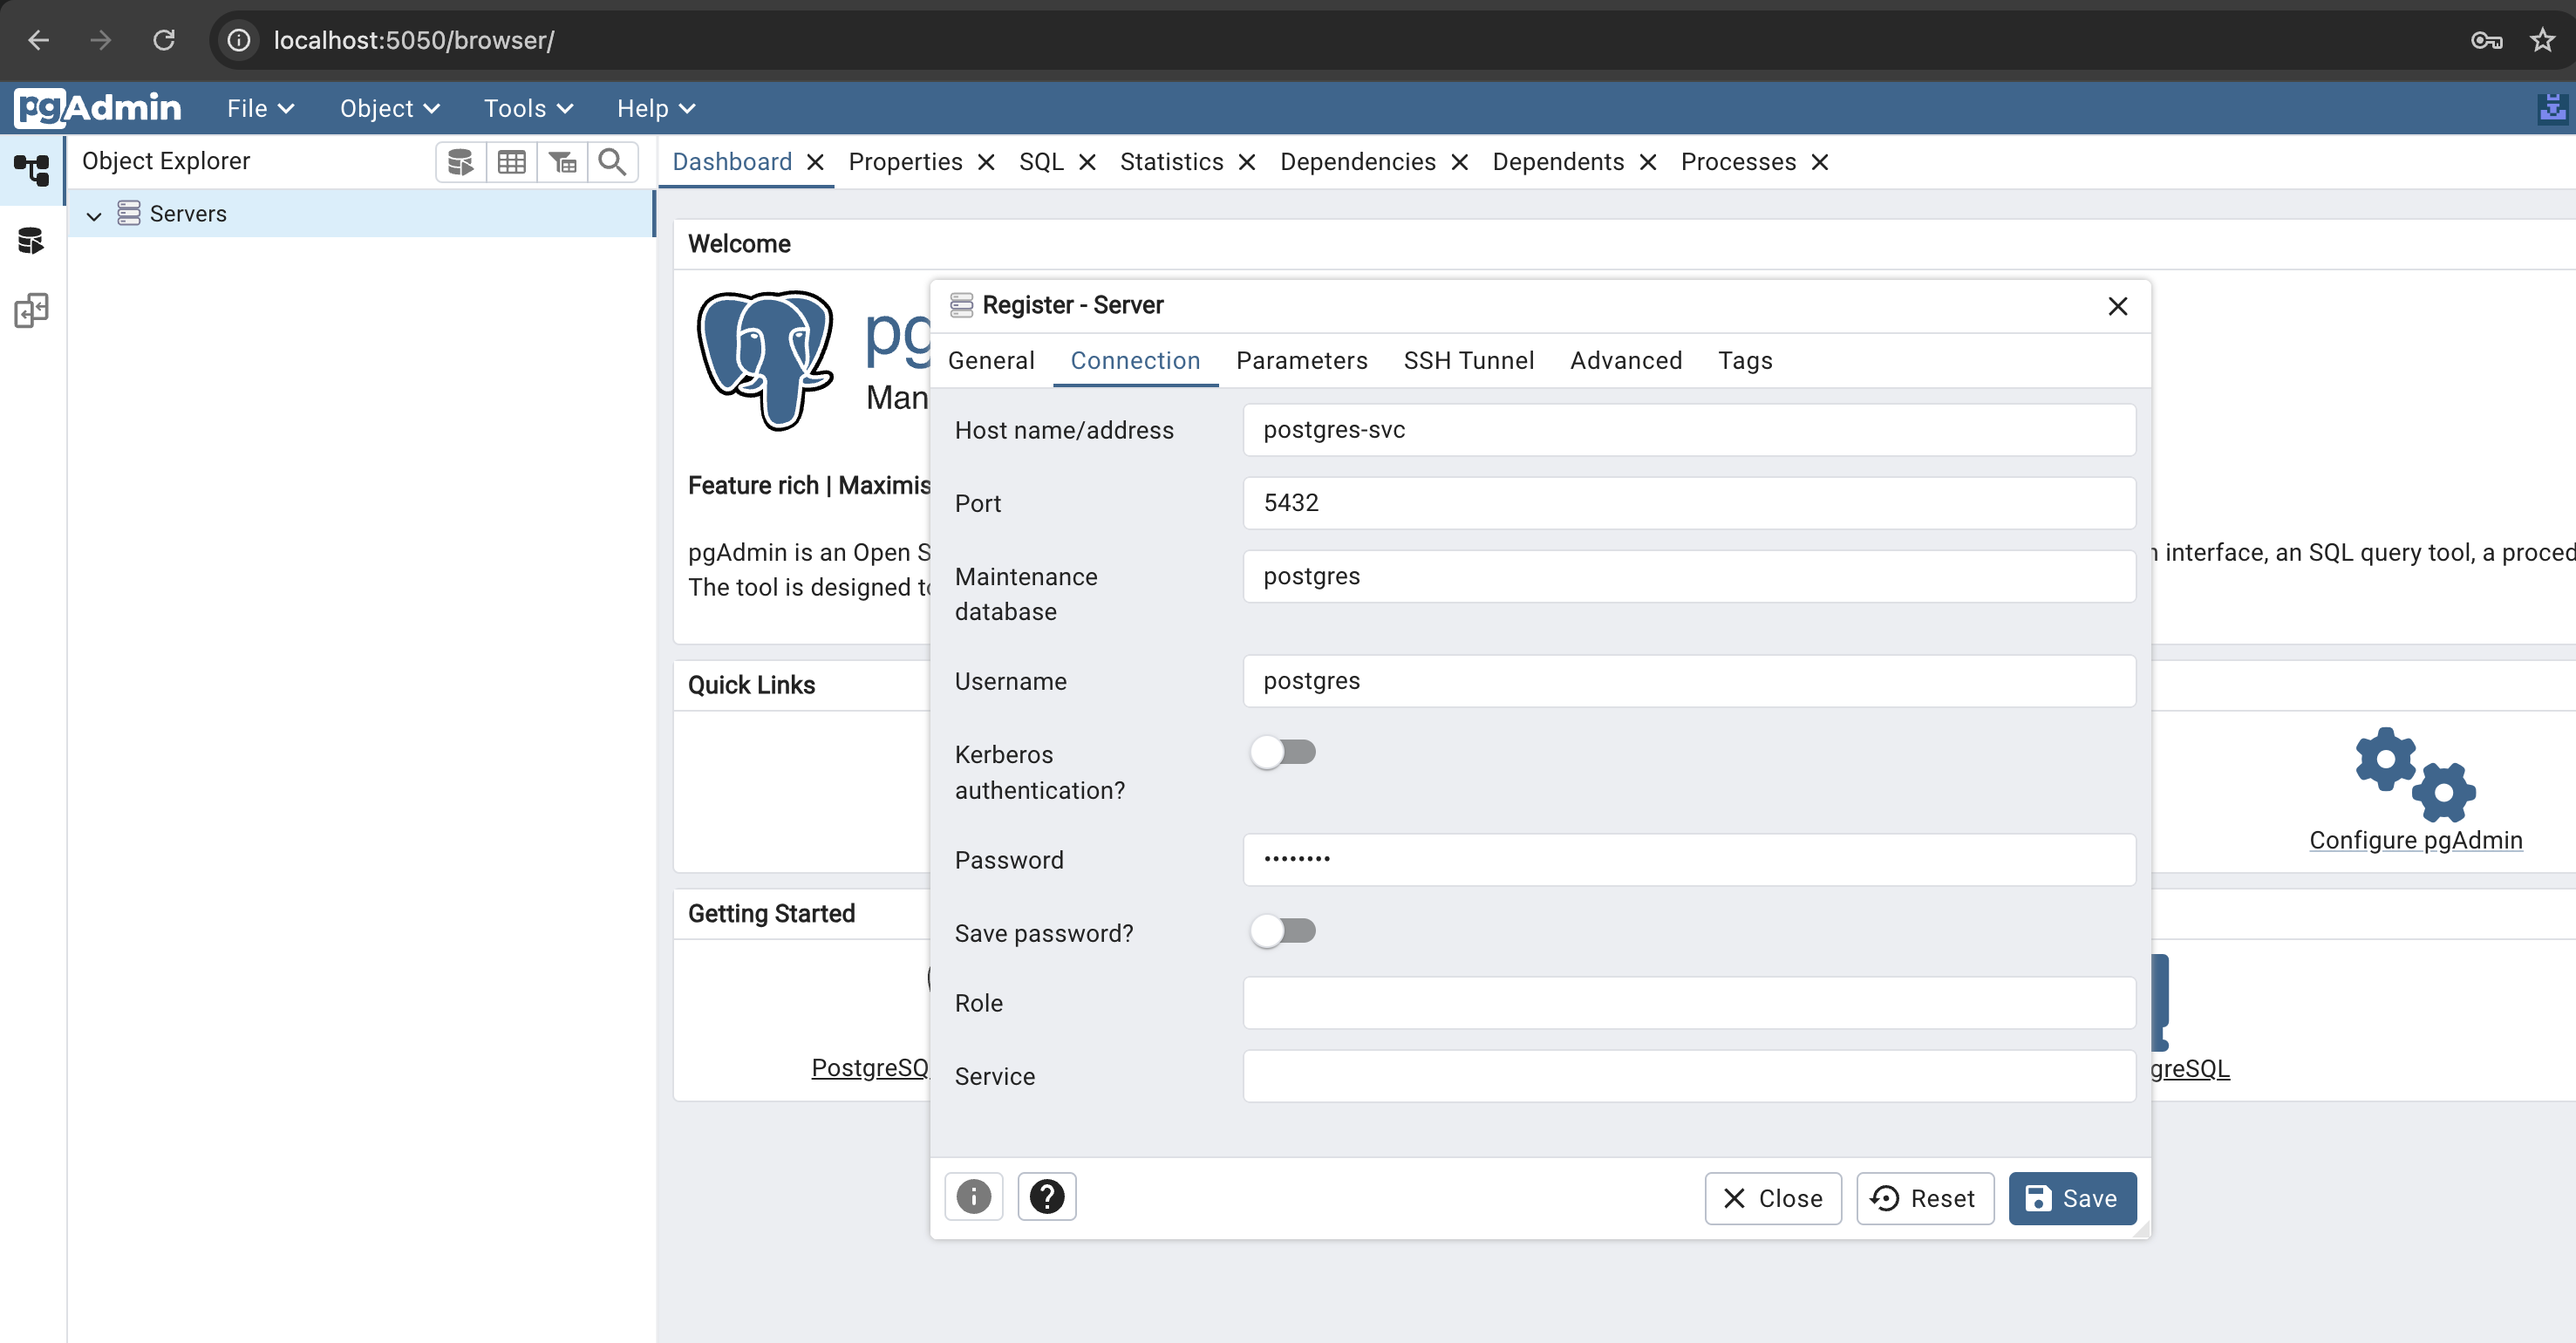 localhost:5050/browser/
pgAdmin File Object Tools Help
Object Explorer
Servers
Dashboard Properties SQL Statistics Dependencies Dependents Processes
Welcome
pg
Man
Feature rich | Maximis
pgAdmin is an Open S
The tool is designed to
interface, an SQL query tool, a proced
Quick Links
Configure pgAdmin
Getting Started
PostgreSQ
greSQL
Register - Server
General Connection Parameters SSH Tunnel Advanced Tags
Host name/address postgres-svc
Port 5432
Maintenance
database
postgres
Username postgres
Kerberos
authentication?
Password ••••••••
Save password?
Role
Service
Close Reset Save